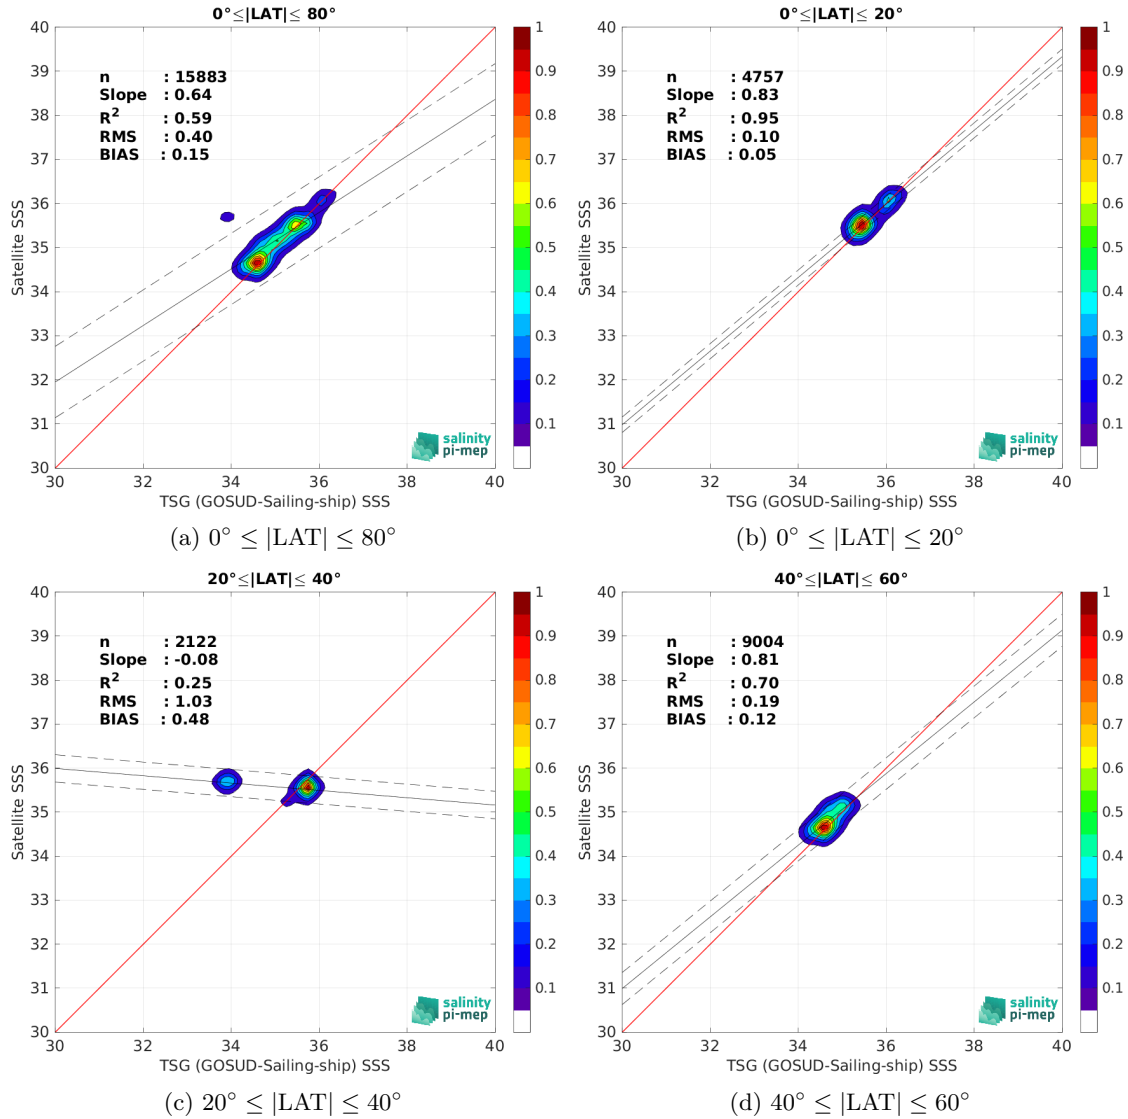 0°≤|LAT|≤ 80°
n : 15883
Slope : 0.64
R² : 0.59
RMS : 0.40
BIAS : 0.15
Satellite SSS
40
39
38
37
36
35
34
33
32
31
30
30 32 34 36 38 40
TSG (GOSUD-Sailing-ship) SSS
salinity
pi-mep
1
0.9
0.8
0.7
0.6
0.5
0.4
0.3
0.2
0.1
(a) 0° ≤ |LAT| ≤ 80°
0°≤|LAT|≤ 20°
n : 4757
Slope : 0.83
R² : 0.95
RMS : 0.10
BIAS : 0.05
Satellite SSS
40
39
38
37
36
35
34
33
32
31
30
30 32 34 36 38 40
TSG (GOSUD-Sailing-ship) SSS
salinity
pi-mep
1
0.9
0.8
0.7
0.6
0.5
0.4
0.3
0.2
0.1
(b) 0° ≤ |LAT| ≤ 20°
20°≤|LAT|≤ 40°
n : 2122
Slope : -0.08
R² : 0.25
RMS : 1.03
BIAS : 0.48
Satellite SSS
40
39
38
37
36
35
34
33
32
31
30
30 32 34 36 38 40
TSG (GOSUD-Sailing-ship) SSS
salinity
pi-mep
1
0.9
0.8
0.7
0.6
0.5
0.4
0.3
0.2
0.1
(c) 20° ≤ |LAT| ≤ 40°
40°≤|LAT|≤ 60°
n : 9004
Slope : 0.81
R² : 0.70
RMS : 0.19
BIAS : 0.12
Satellite SSS
40
39
38
37
36
35
34
33
32
31
30
30 32 34 36 38 40
TSG (GOSUD-Sailing-ship) SSS
salinity
pi-mep
1
0.9
0.8
0.7
0.6
0.5
0.4
0.3
0.2
0.1
(d) 40° ≤ |LAT| ≤ 60°